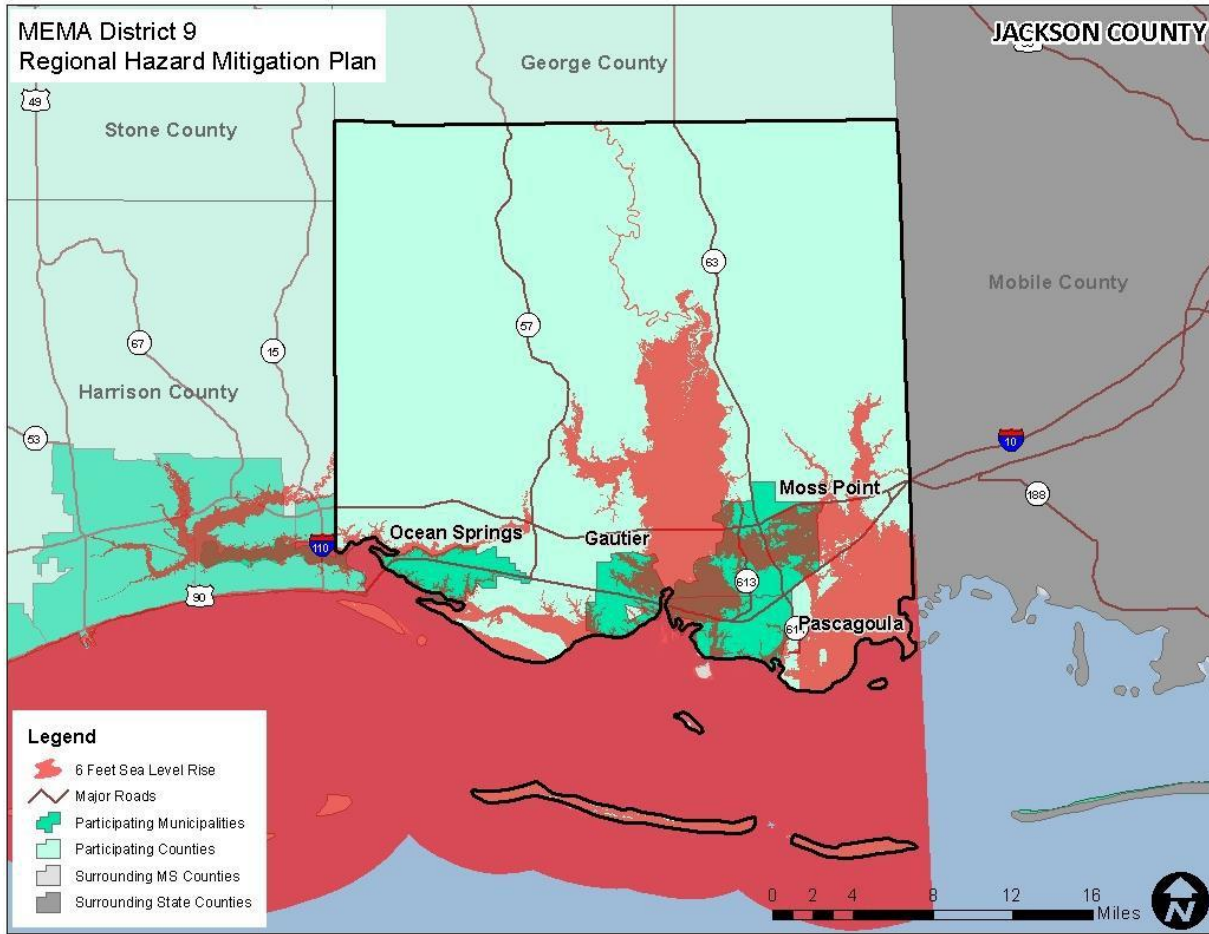 MEMA District 9
Regional Hazard Mitigation Plan
JACKSON COUNTY
George County
49
Stone County
63
Mobile County
57
67
15
Harrison County
53
10
Moss Point
188
Ocean Springs
Gautier
110
613
90
Pascagoula
Legend
6 Feet Sea Level Rise
Major Roads
Participating Municipalities
Participating Counties
Surrounding MS Counties
Surrounding State Counties
0 2 4 8 12 16
Miles
N